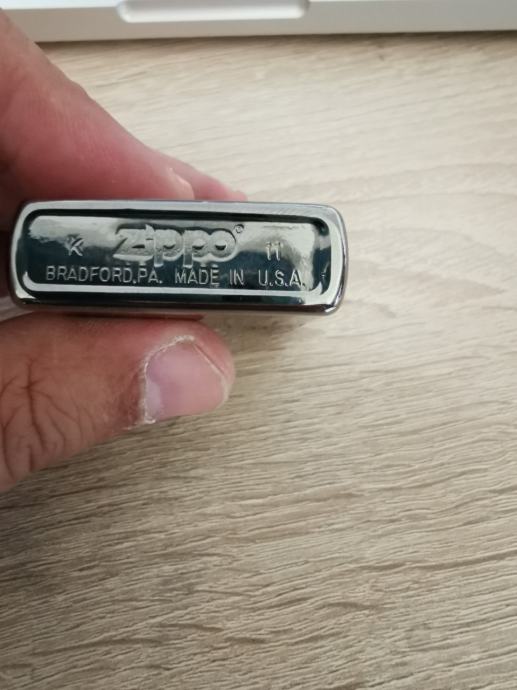 K zippo® 11
BRADFORD,PA. MADE IN U.S.A.